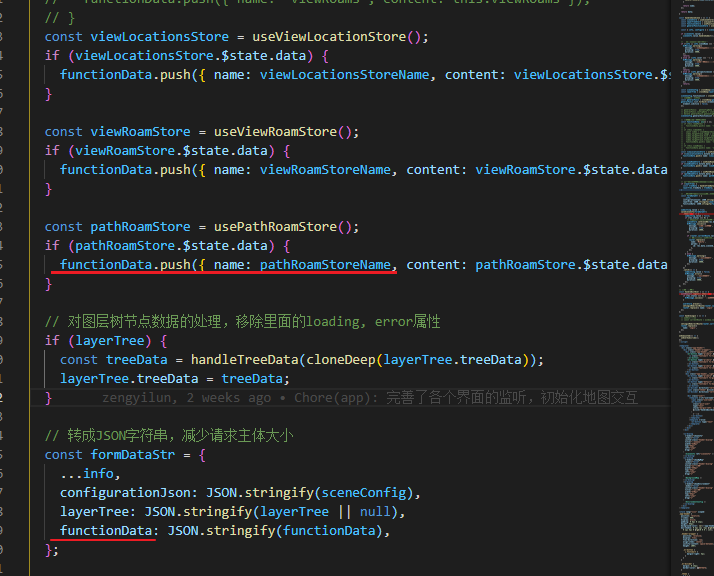 // functionData.push({ name: "viewRoams", content: this.viewRoams });
// }
const viewLocationsStore = useViewLocationStore();
if (viewLocationsStore.$state.data) {
functionData.push({ name: viewLocationsStoreName, content: viewLocationsStore.$s
}
const viewRoamStore = useViewRoamStore();
if (viewRoamStore.$state.data) {
functionData.push({ name: viewRoamStoreName, content: viewRoamStore.$state.data
}
const pathRoamStore = usePathRoamStore();
if (pathRoamStore.$state.data) {
functionData.push({ name: pathRoamStoreName, content: pathRoamStore.$state.data
}
// 对图层树节点数据的处理，移除里面的loading, error属性
if (layerTree) {
const treeData = handleTreeData(cloneDeep(layerTree.treeData));
layerTree.treeData = treeData;
} zengyilun, 2 weeks ago • Chore(app): 完善了各个界面的监听，初始化地图交互
// 转成JSON字符串，减少请求主体大小
const formDataStr = {
...info,
configurationJson: JSON.stringify(sceneConfig),
layerTree: JSON.stringify(layerTree || null),
functionData: JSON.stringify(functionData),
};